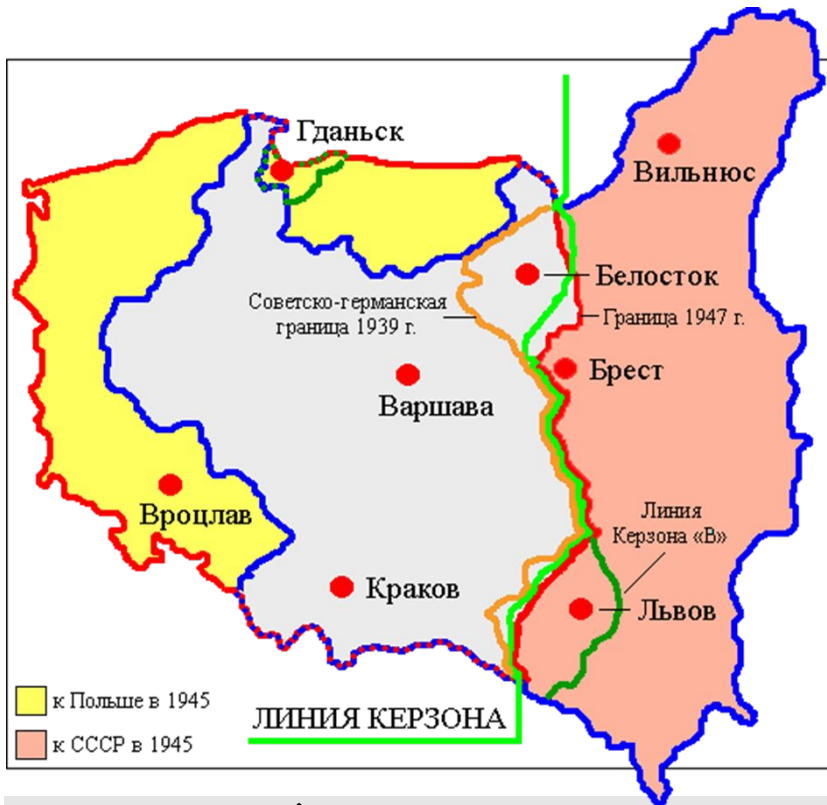 Гданьск
Вильнюс
Белосток
Советско-германская
граница 1939 г.
Граница 1947 г.
Брест
Варшава
Вроцлав
Линия
Керзона «В»
Краков
Львов
к Польше в 1945
ЛИНИЯ КЕРЗОНА
к СССР в 1945